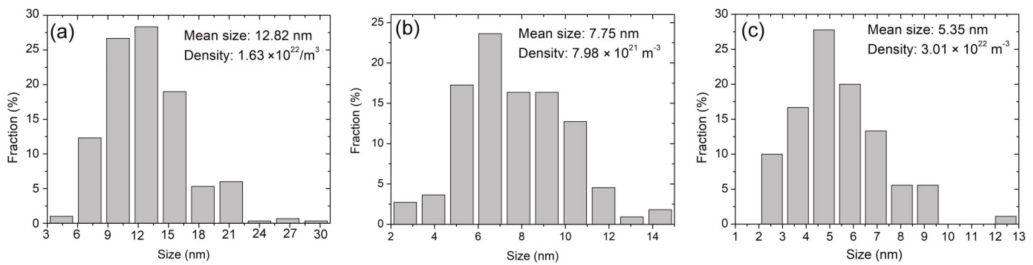 (a)
Mean size: 12.82 nm
Density: 1.63 ×10²²/m³
Fraction (%)
30
25
20
15
10
5
0
3 6 9 12 15 18 21 24 27 30
Size (nm)
(b)
Mean size: 7.75 nm
Densitv: 7.98 × 10²¹ m⁻³
Fraction (%)
25
20
15
10
5
0
2 4 6 8 10 12 14
Size (nm)
(c)
Mean size: 5.35 nm
Density: 3.01 × 10²² m⁻³
Fraction (%)
30
25
20
15
10
5
0
1 2 3 4 5 6 7 8 9 10 11 12 13
Size (nm)